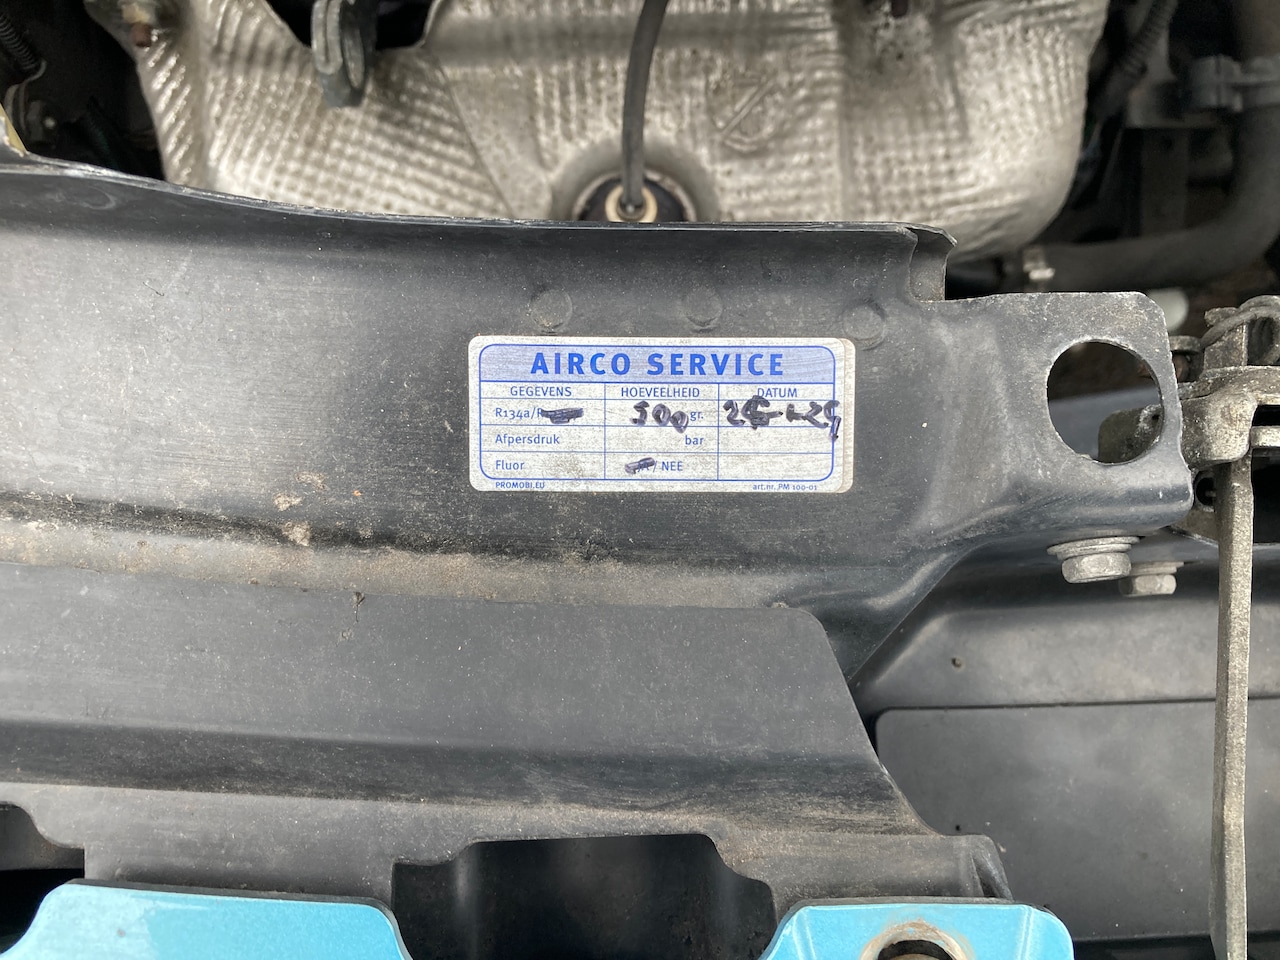 AIRCO SERVICE
GEGEVENS HOEVEELHEID DATUM
R134a/ 500 gr.
Afpersdruk bar
Fluor / NEE
PROMOBI.EU art.nr. PM 100-01